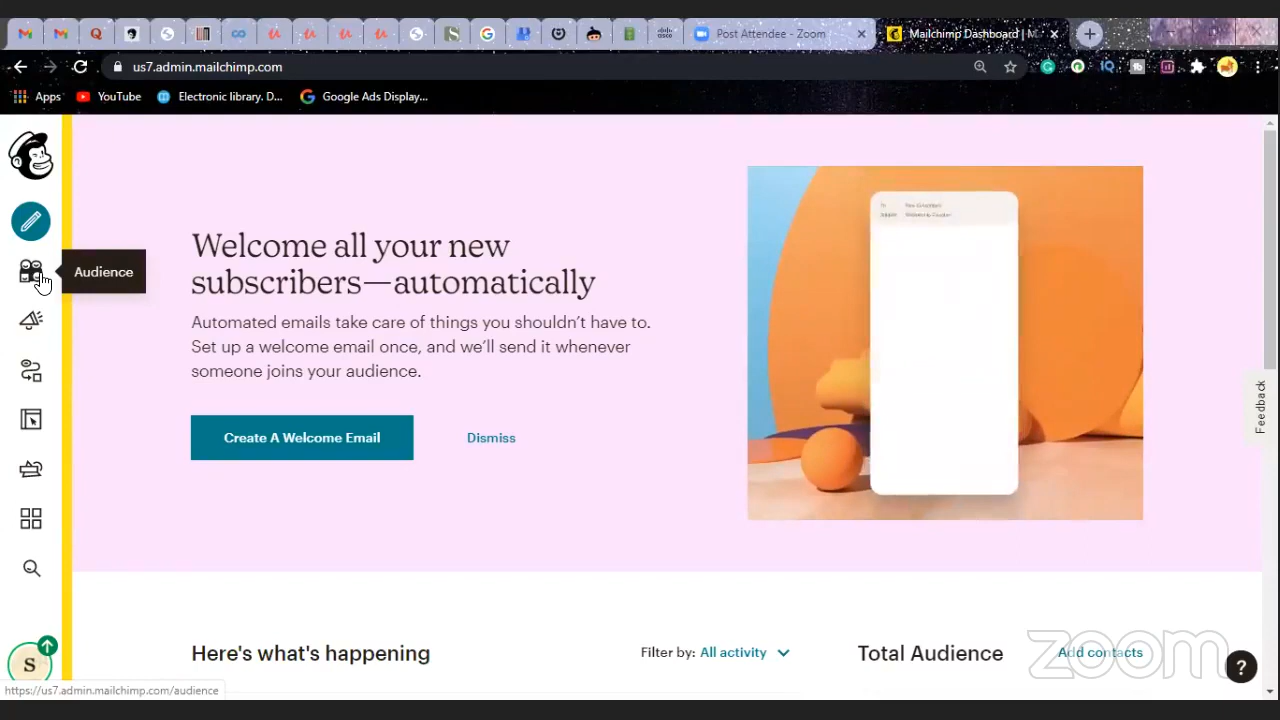 Post Attendee - Zoom
Mailchimp Dashboard | M
us7.admin.mailchimp.com
Apps
YouTube
Electronic library. D...
Google Ads Display...
Audience
Welcome all your new
subscribers—automatically
Automated emails take care of things you shouldn't have to.
Set up a welcome email once, and we'll send it whenever
someone joins your audience.
Create A Welcome Email
Dismiss
Feedback
Here's what's happening
Filter by: All activity
Total Audience
Add contacts
zoom
S
?
https://us7.admin.mailchimp.com/audience